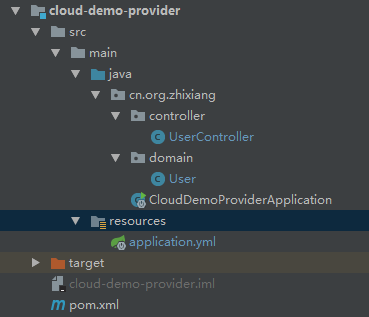 cloud-demo-provider
src
main
java
cn.org.zhixiang
controller
UserController
domain
User
CloudDemoProviderApplication
resources
application.yml
target
cloud-demo-provider.iml
pom.xml